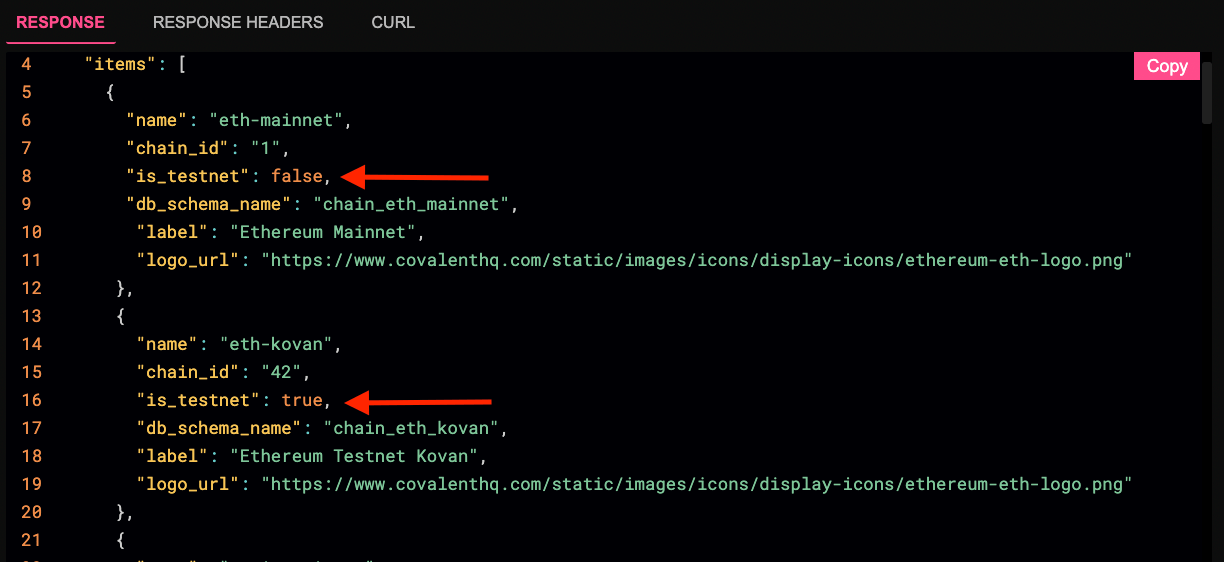 RESPONSE RESPONSE HEADERS CURL
Copy
4 "items": [
5 {
6 "name": "eth-mainnet",
7 "chain_id": "1",
8 "is_testnet": false,
9 "db_schema_name": "chain_eth_mainnet",
10 "label": "Ethereum Mainnet",
11 "logo_url": "https://www.covalenthq.com/static/images/icons/display-icons/ethereum-eth-logo.png"
12 },
13 {
14 "name": "eth-kovan",
15 "chain_id": "42",
16 "is_testnet": true,
17 "db_schema_name": "chain_eth_kovan",
18 "label": "Ethereum Testnet Kovan",
19 "logo_url": "https://www.covalenthq.com/static/images/icons/display-icons/ethereum-eth-logo.png"
20 },
21 {